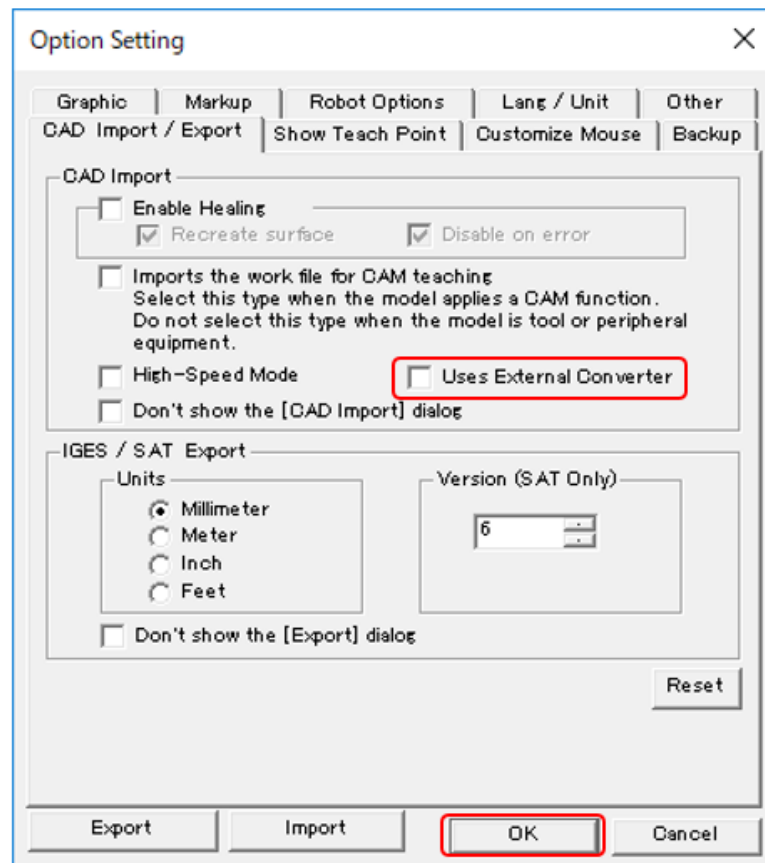 Option Setting
Graphic Markup Robot Options Lang / Unit Other
CAD Import / Export Show Teach Point Customize Mouse Backup
CAD Import
Enable Healing
Recreate surface Disable on error
Imports the work file for CAM teaching
Select this type when the model applies a CAM function.
Do not select this type when the model is tool or peripheral
equipment.
High-Speed Mode Uses External Converter
Don't show the [CAD Import] dialog
IGES / SAT Export
Units Version (SAT Only)
Millimeter 6
Meter
Inch
Feet
Don't show the [Export] dialog
Reset
Export Import OK Cancel